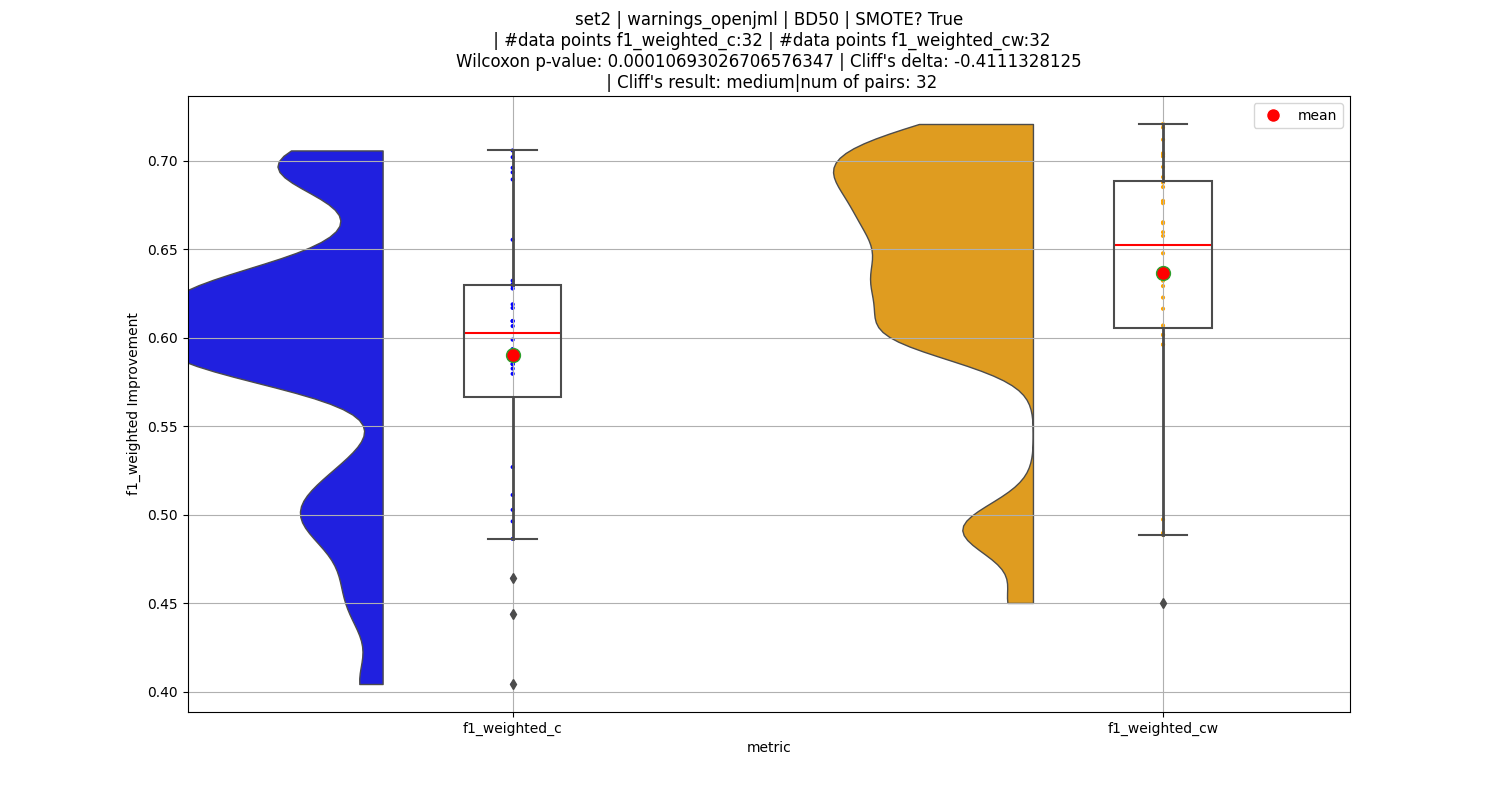 set2 | warnings_openjml | BD50 | SMOTE? True
| #data points f1_weighted_c:32 | #data points f1_weighted_cw:32
Wilcoxon p-value: 0.00010693026706576347 | Cliff's delta: -0.4111328125
| Cliff's result: medium|num of pairs: 32
mean
0.70
0.65
0.60
0.55
0.50
0.45
0.40
f1_weighted Improvement
f1_weighted_c
f1_weighted_cw
metric